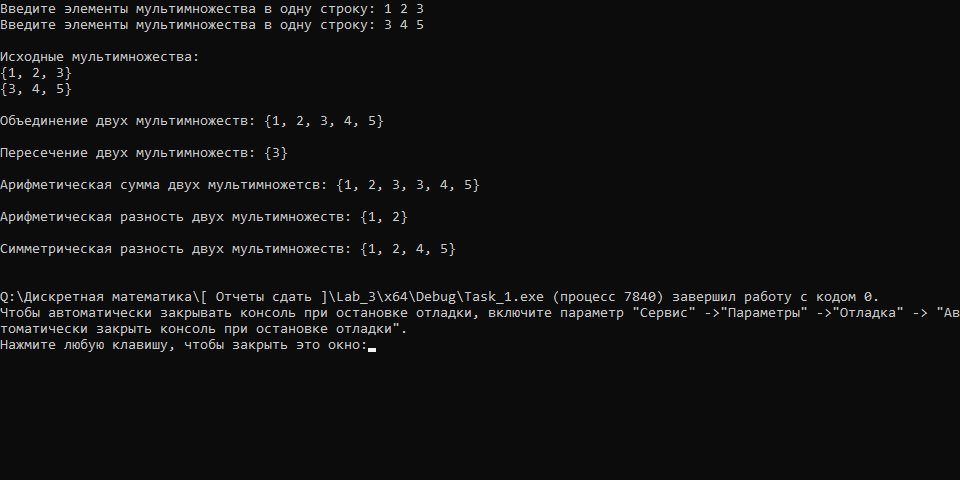 Введите элементы мультимножества в одну строку: 1 2 3
Введите элементы мультимножества в одну строку: 3 4 5
Исходные мультимножества:
{1, 2, 3}
{3, 4, 5}
Объединение двух мультимножеств: {1, 2, 3, 4, 5}
Пересечение двух мультимножеств: {3}
Арифметическая сумма двух мультимножетсв: {1, 2, 3, 3, 4, 5}
Арифметическая разность двух мультимножеств: {1, 2}
Симметрическая разность двух мультимножеств: {1, 2, 4, 5}
Q:\Дискретная математика\[ Отчеты сдать ]\Lab_3\x64\Debug\Task_1.exe (процесс 7840) завершил работу с кодом 0.
Чтобы автоматически закрывать консоль при остановке отладки, включите параметр "Сервис" ->"Параметры" ->"Отладка" -> "Ав
томатически закрыть консоль при остановке отладки".
Нажмите любую клавишу, чтобы закрыть это окно: